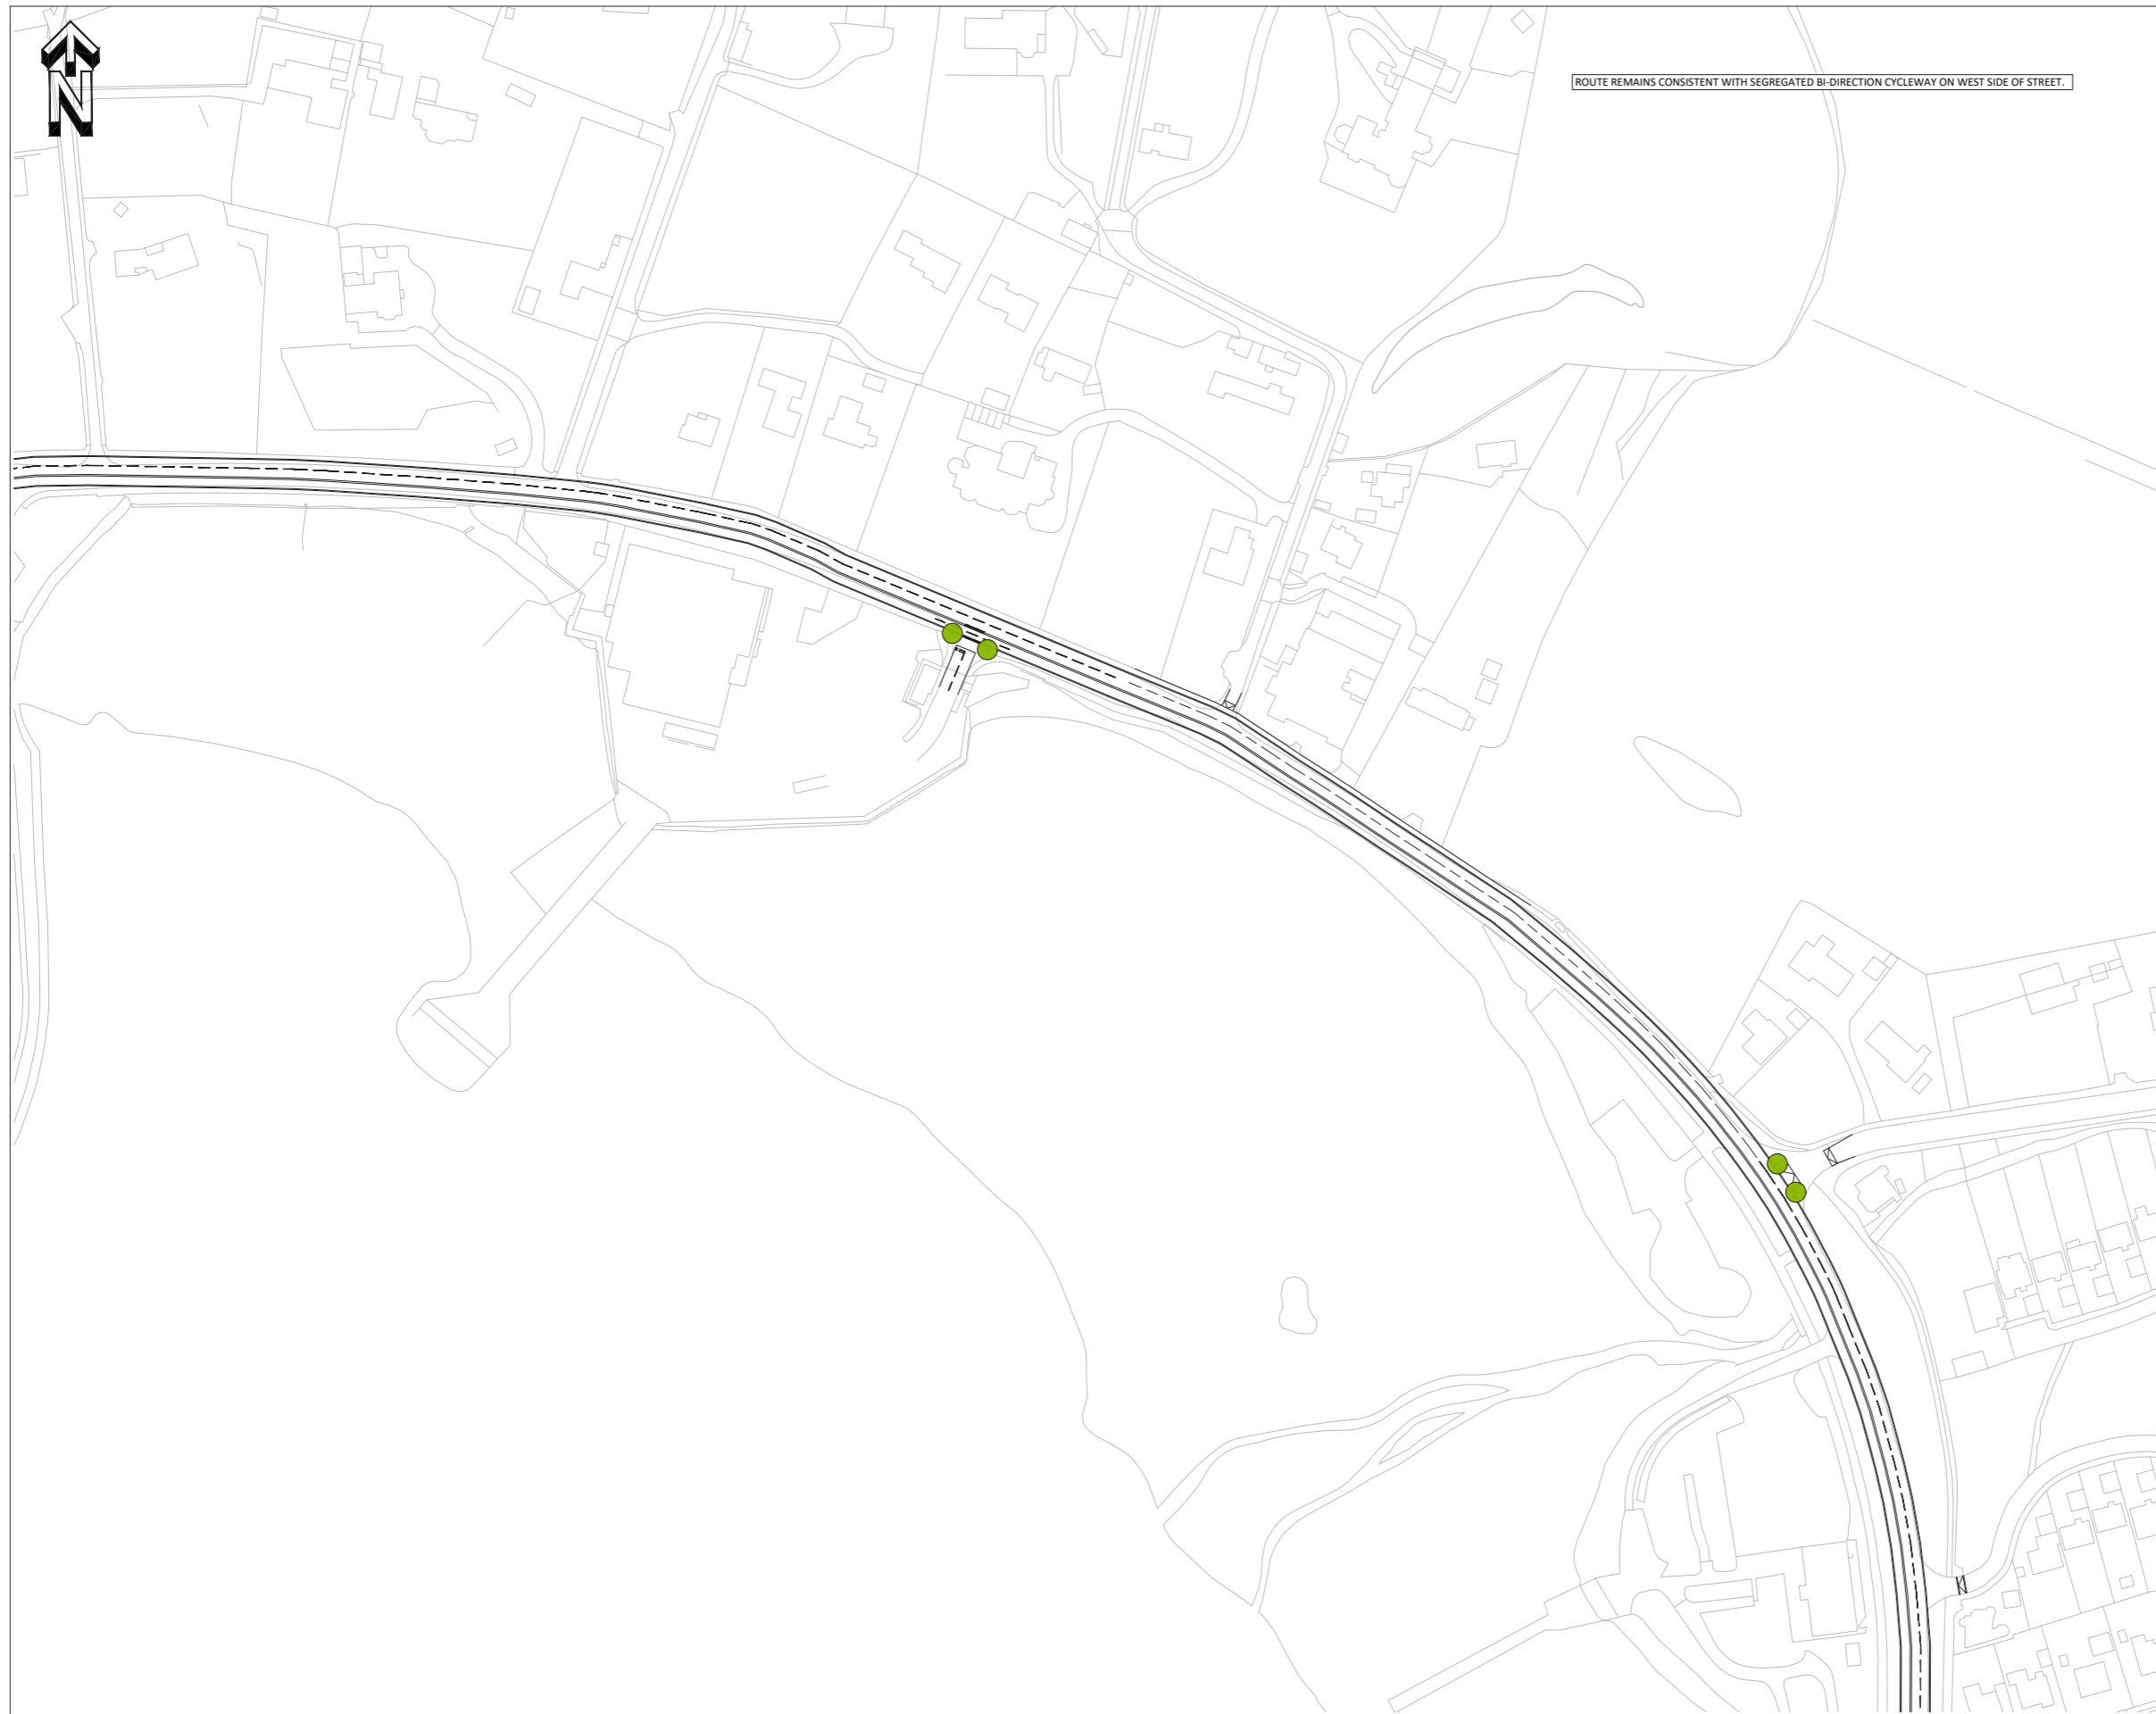 N
ROUTE REMAINS CONSISTENT WITH SEGREGATED BI-DIRECTION CYCLEWAY ON WEST SIDE OF STREET.